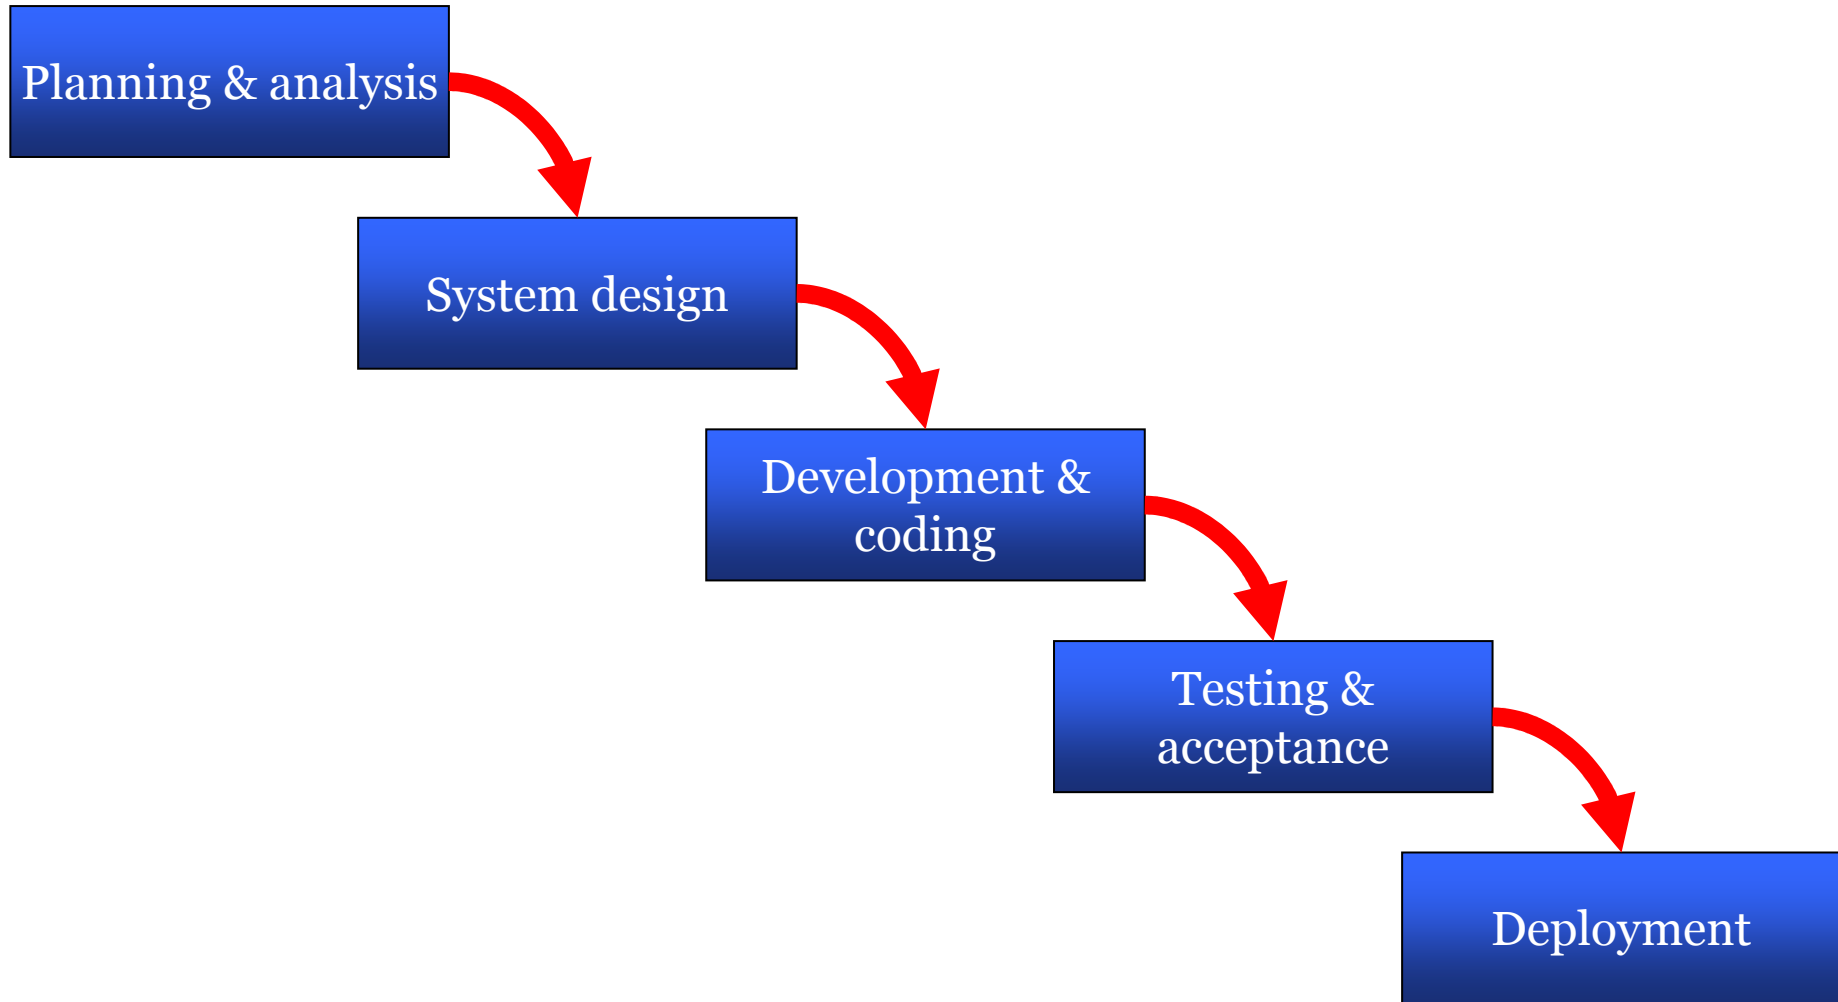 Planning & analysis
System design
Development &
coding
Testing &
acceptance
Deployment